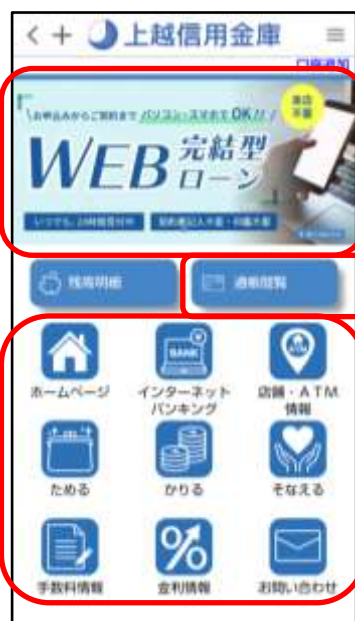 上越信用金庫
口座追加
お申込みからご契約まで パソコン・スマホで OK!!
来店
不要
WEB 完結型
ローン
いつでも、24時間受付中
残高明細
通帳閲覧
BANK
ATM
ホームページ
インターネット
バンキング
店舗・ATM
情報
ためる
かりる
そなえる
手数料情報
金利情報
お問い合わせ